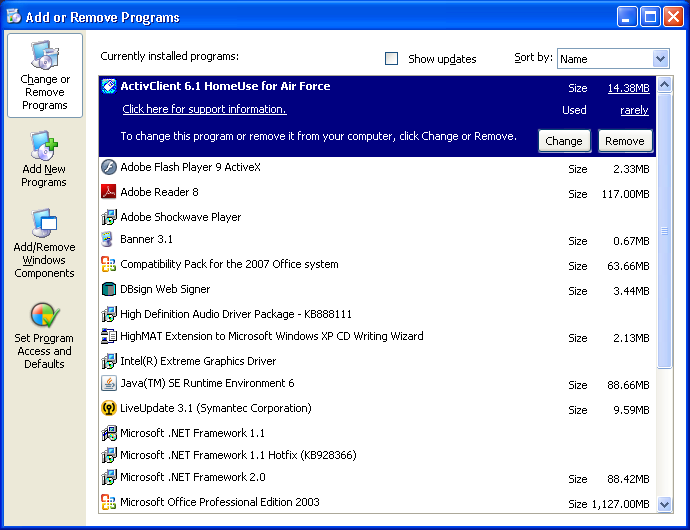 Add or Remove Programs
Change or
Remove
Programs
Add New
Programs
Add/Remove
Windows
Components
Set Program
Access and
Defaults
Currently installed programs:
Show updates
Sort by: Name
ActivClient 6.1 HomeUse for Air Force Size 14.38MB
Click here for support information. Used rarely
To change this program or remove it from your computer, click Change or Remove. Change Remove
Adobe Flash Player 9 ActiveX Size 2.33MB
Adobe Reader 8 Size 117.00MB
Adobe Shockwave Player
Banner 3.1 Size 0.67MB
Compatibility Pack for the 2007 Office system Size 63.66MB
DBsign Web Signer Size 3.44MB
High Definition Audio Driver Package - KB888111
HighMAT Extension to Microsoft Windows XP CD Writing Wizard Size 2.13MB
Intel(R) Extreme Graphics Driver
Java(TM) SE Runtime Environment 6 Size 88.66MB
LiveUpdate 3.1 (Symantec Corporation) Size 9.59MB
Microsoft .NET Framework 1.1
Microsoft .NET Framework 1.1 Hotfix (KB928366)
Microsoft .NET Framework 2.0 Size 88.42MB
Microsoft Office Professional Edition 2003 Size 1,127.00MB